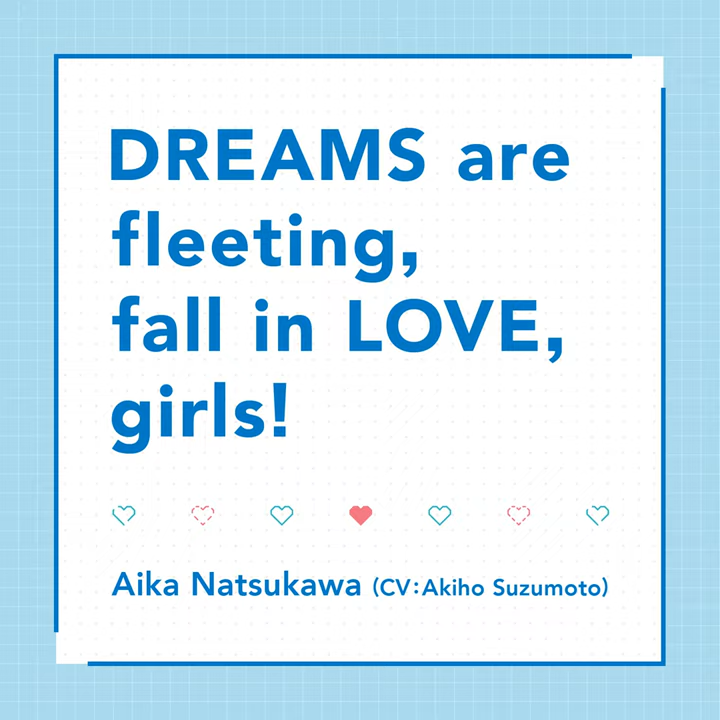 DREAMS are
fleeting,
fall in LOVE,
girls!
Aika Natsukawa (CV:Akiho Suzumoto)